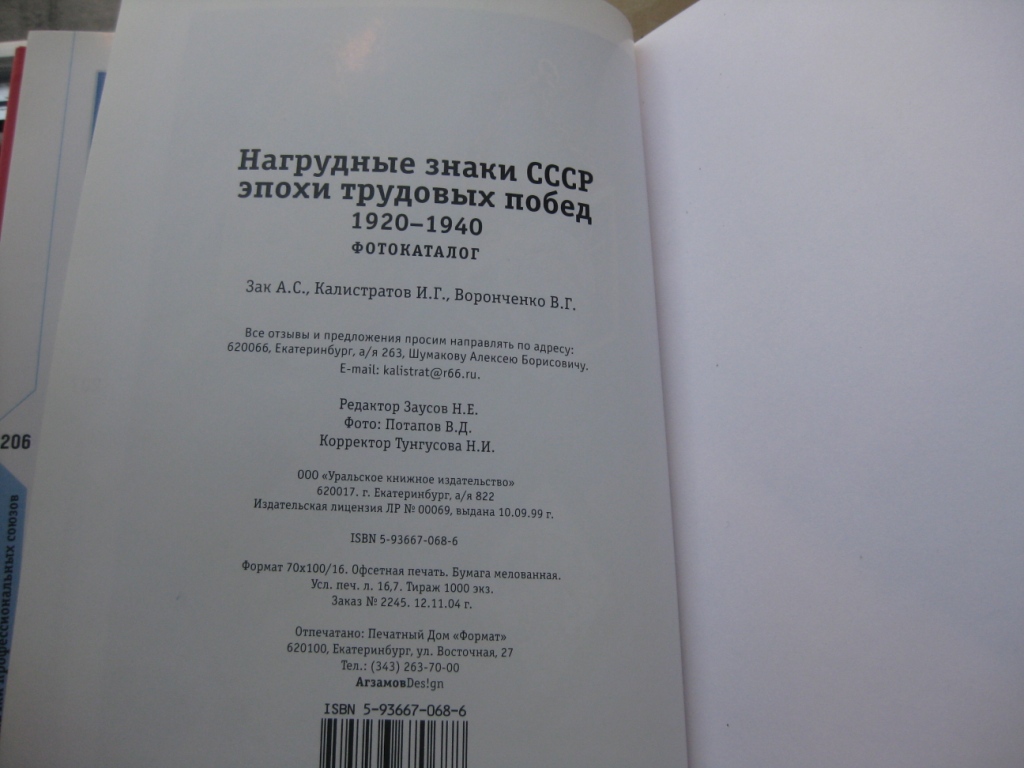 Нагрудные знаки СССР
эпохи трудовых побед
1920–1940
ФОТОКАТАЛОГ
Зак А.С., Калистратов И.Г., Воронченко В.Г.
Все отзывы и предложения просим направлять по адресу:
620066, Екатеринбург, а/я 263, Шумакову Алексею Борисовичу.
E-mail: kalistrat@r66.ru.
Редактор Заусов Н.Е.
Фото: Потапов В.Д.
Корректор Тунгусова Н.И.
ООО «Уральское книжное издательство»
620017. г. Екатеринбург, а/я 822
Издательская лицензия ЛР № 00069, выдана 10.09.99 г.
ISBN 5-93667-068-6
Формат 70х100/16. Офсетная печать. Бумага мелованная.
Усл. печ. л. 16,7. Тираж 1000 экз.
Заказ № 2245. 12.11.04 г.
Отпечатано: Печатный Дом «Формат»
620100, Екатеринбург, ул. Восточная, 27
Тел.: (343) 263-70-00
АгзамовDes!gn
ISBN 5-93667-068-6
206
профессиональных союзов